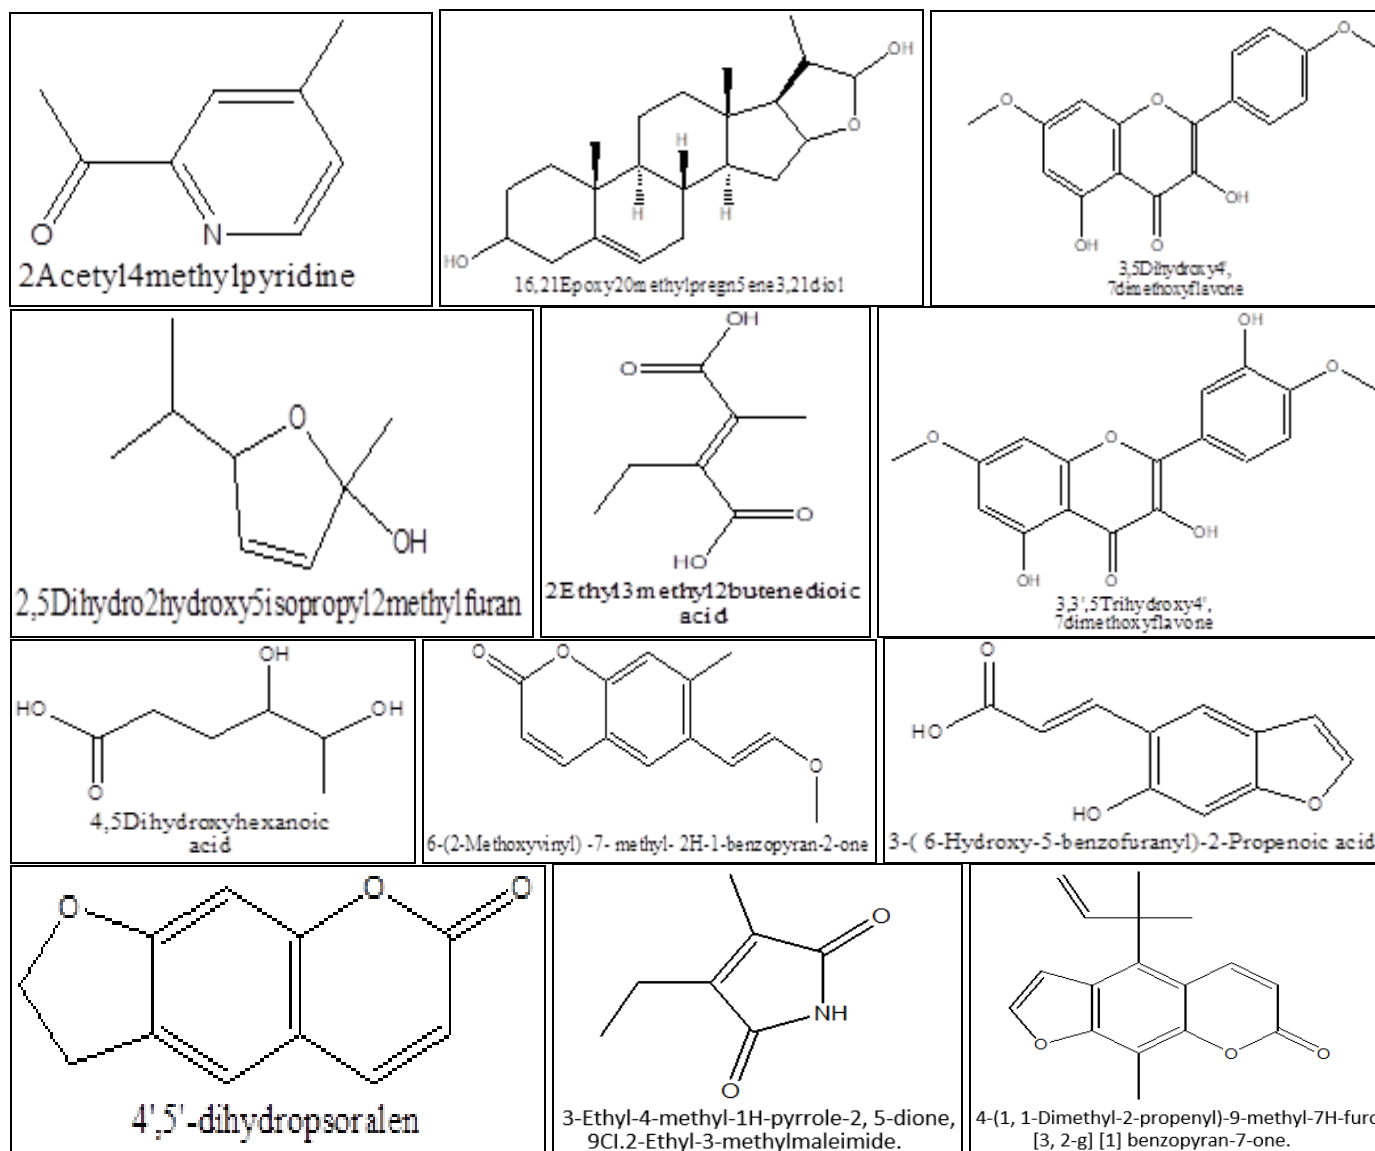 O
N
2Acetyl4methylpyridine
OH
O
H
H
H
HO
16,21Epoxy20methylpregn5ene3,21diol
O
O
O
OH
OH
O
3,5Dihydroxy4',
7dimethoxyflavone
O
OH
2,5Dihydro2hydroxy5isopropyl2methylfuran
OH
O
O
HO
2Ethyl3methyl2butenedioic
acid
OH
O
O
O
OH
OH
O
3,3',5Trihydroxy4',
7dimethoxyflavone
OH
HO
OH
O
4,5Dihydroxyhexanoic
acid
O
O
O
6-(2-Methoxyvinyl) -7- methyl- 2H-1-benzopyran-2-one
O
HO
HO
O
3-( 6-Hydroxy-5-benzofuranyl)-2-Propenoic acid
O
O
O
4',5'-dihydropsoralen
O
NH
O
3-Ethyl-4-methyl-1H-pyrrole-2, 5-dione,
9CI.2-Ethyl-3-methylmaleimide.
O
O
O
4-(1, 1-Dimethyl-2-propenyl)-9-methyl-7H-furo
[3, 2-g] [1] benzopyran-7-one.